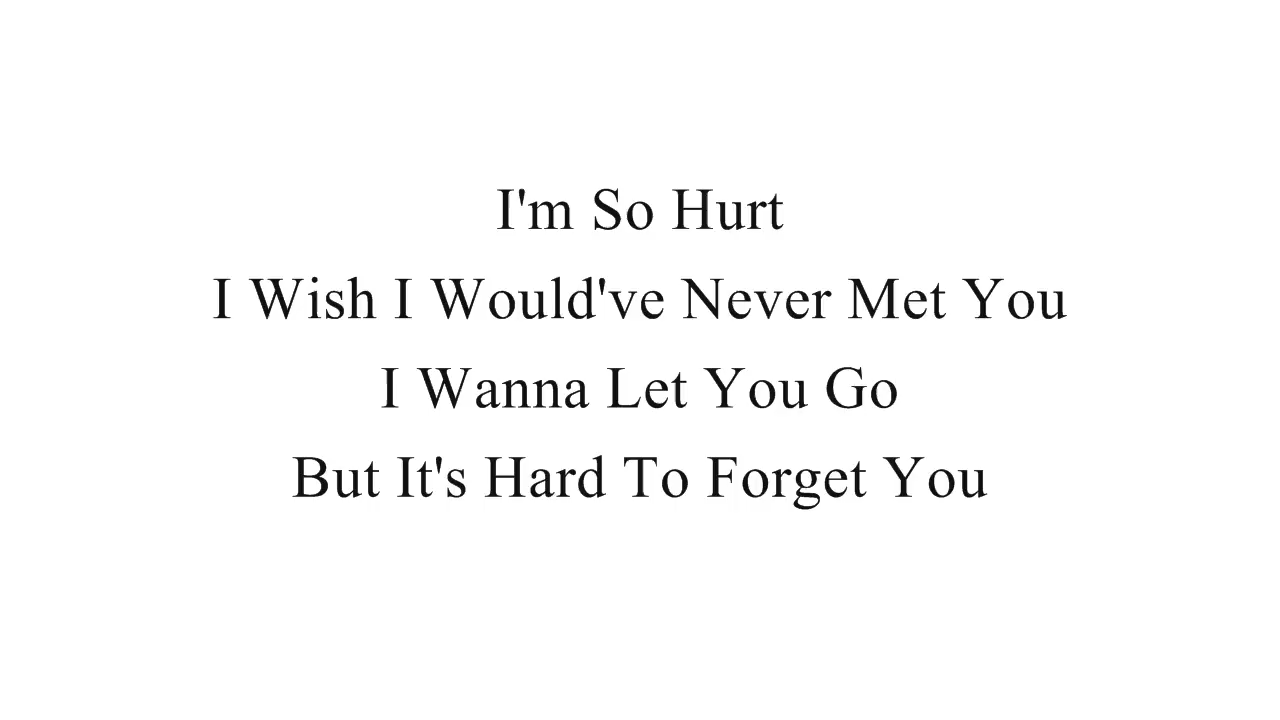 I'm So Hurt
I Wish I Would've Never Met You
I Wanna Let You Go
But It's Hard To Forget You